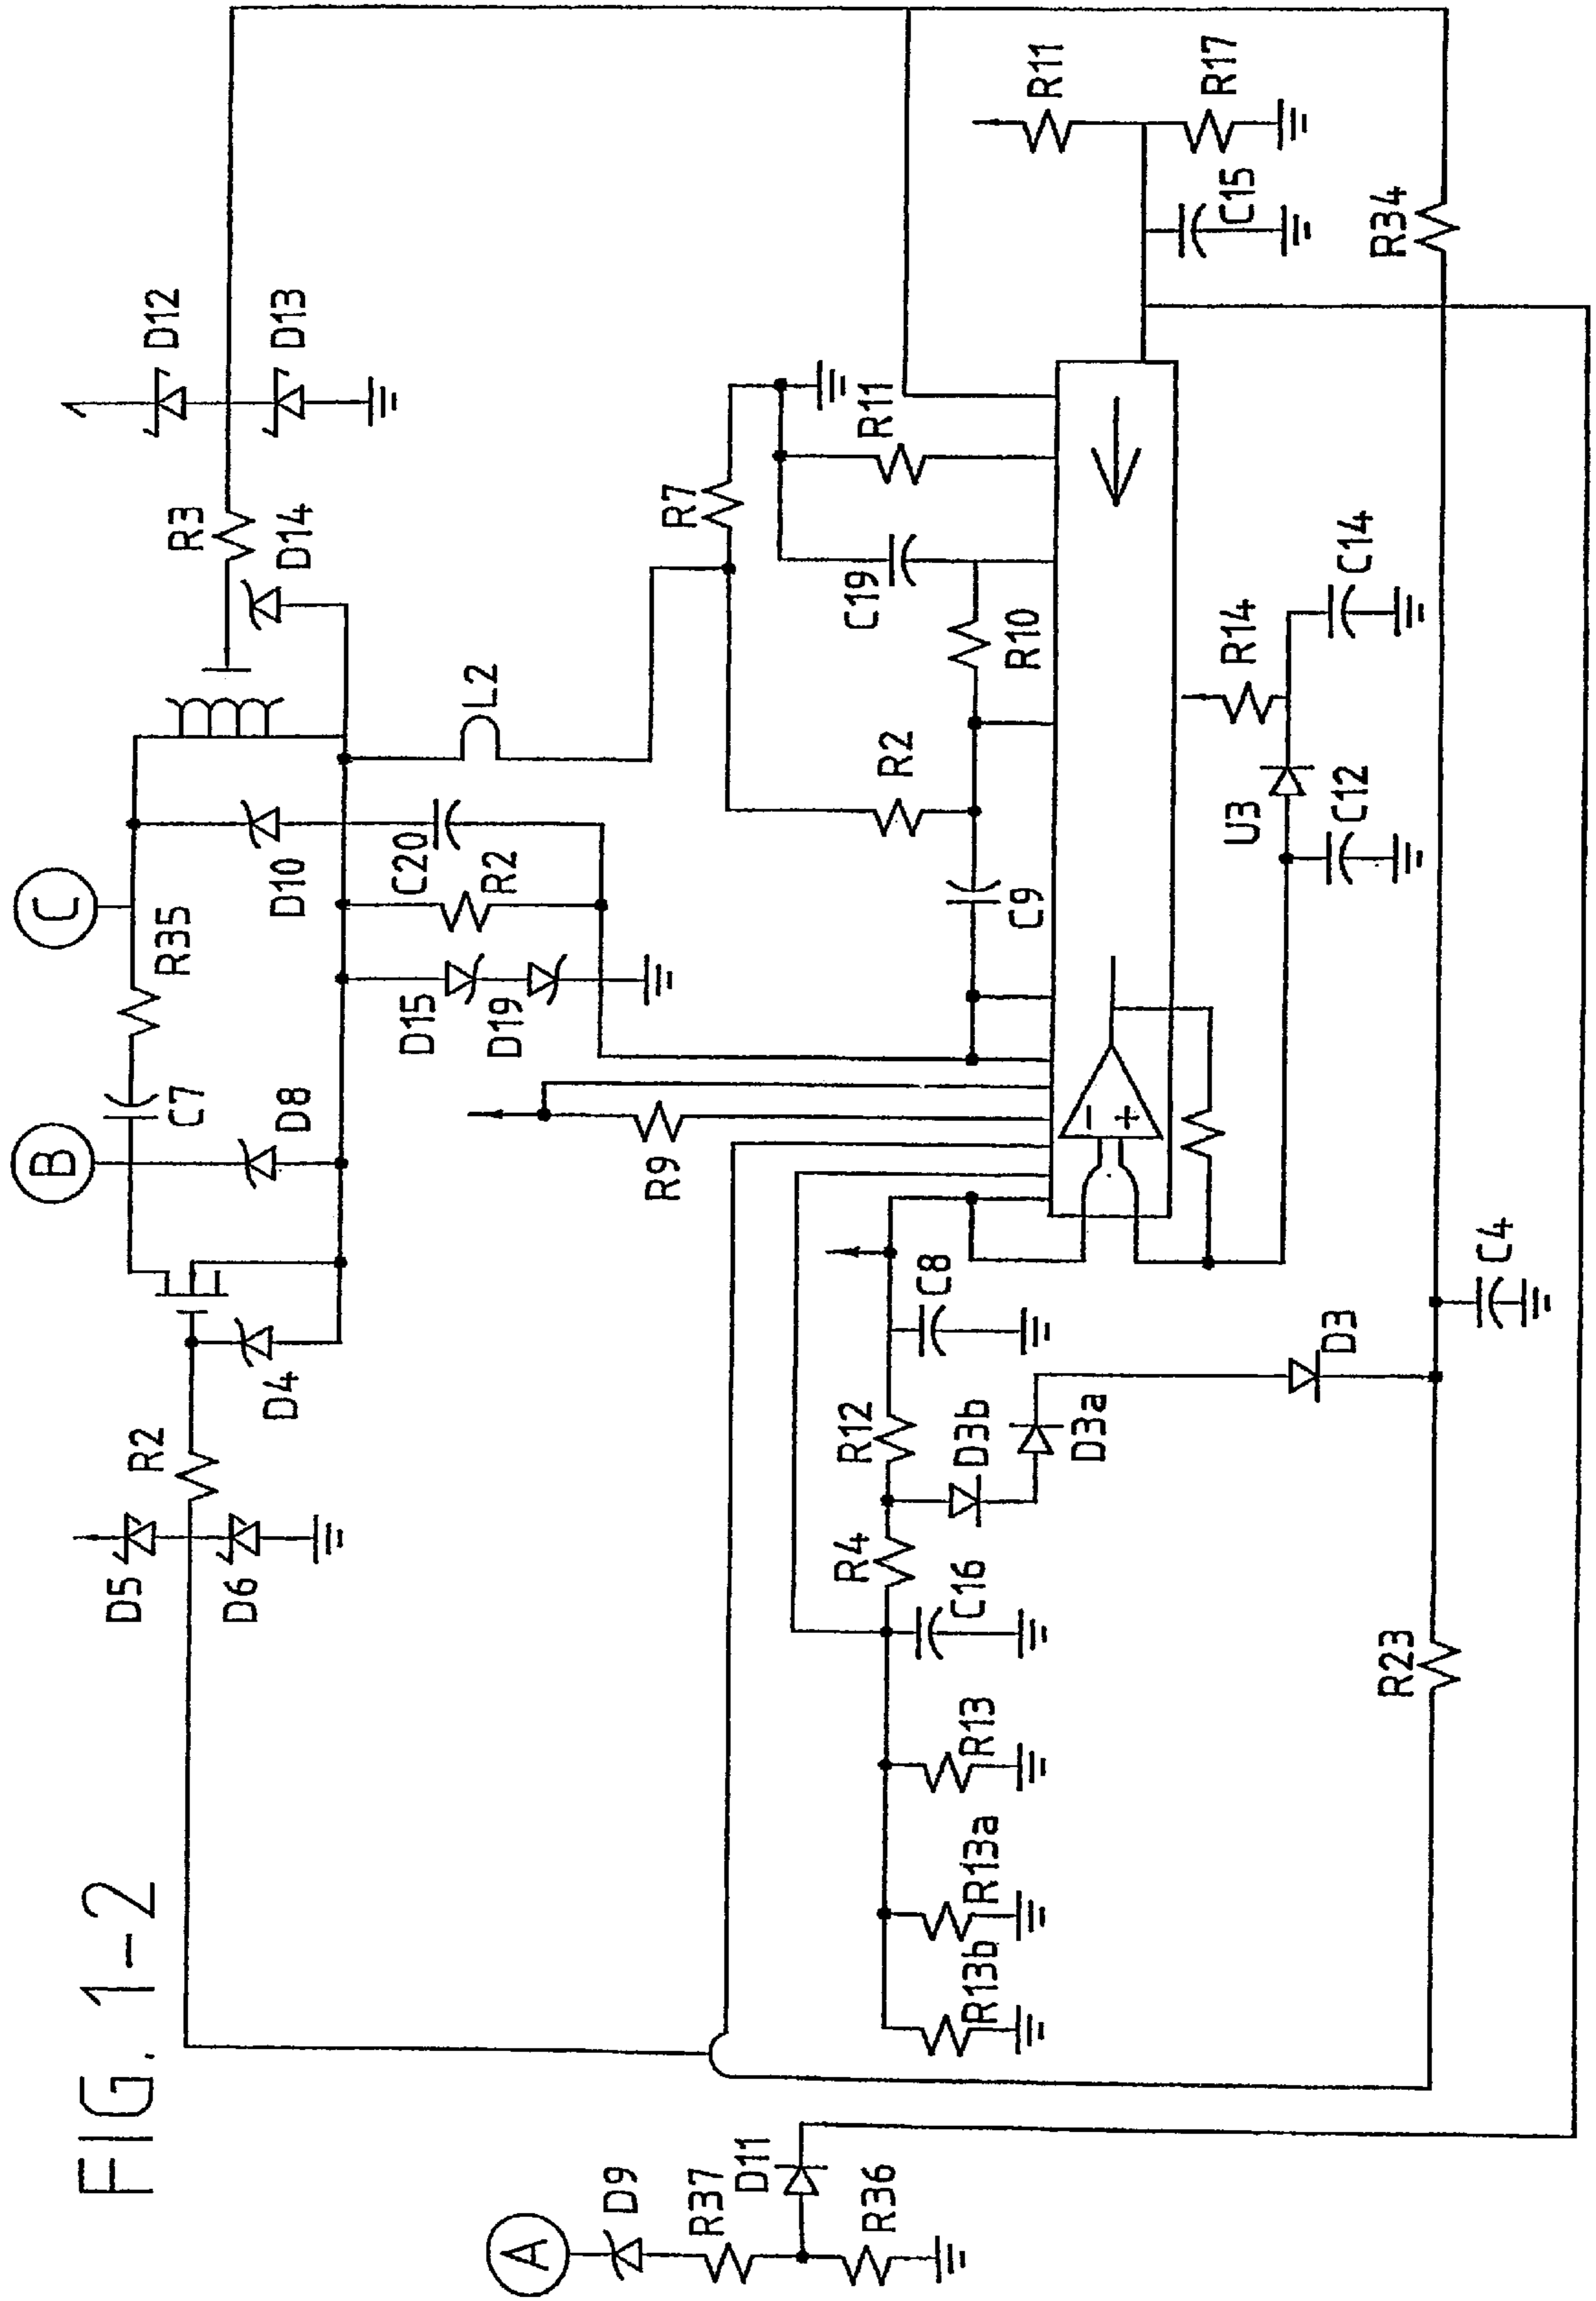 FIG. 1-2
A
D9
R37
D11
R36
D5
D6
R2
D4
B
D8
C7
R35
C
D10
C20
R2
D15
D19
L2
R3
D14
D12
D13
R7
R11
C19
R10
R2
C9
R9
C8
R12
R4
D3b
D3a
D3
C16
R13
R13a
R13b
-
+
U3
C12
R14
C14
R11
R17
C15
R34
C4
R23